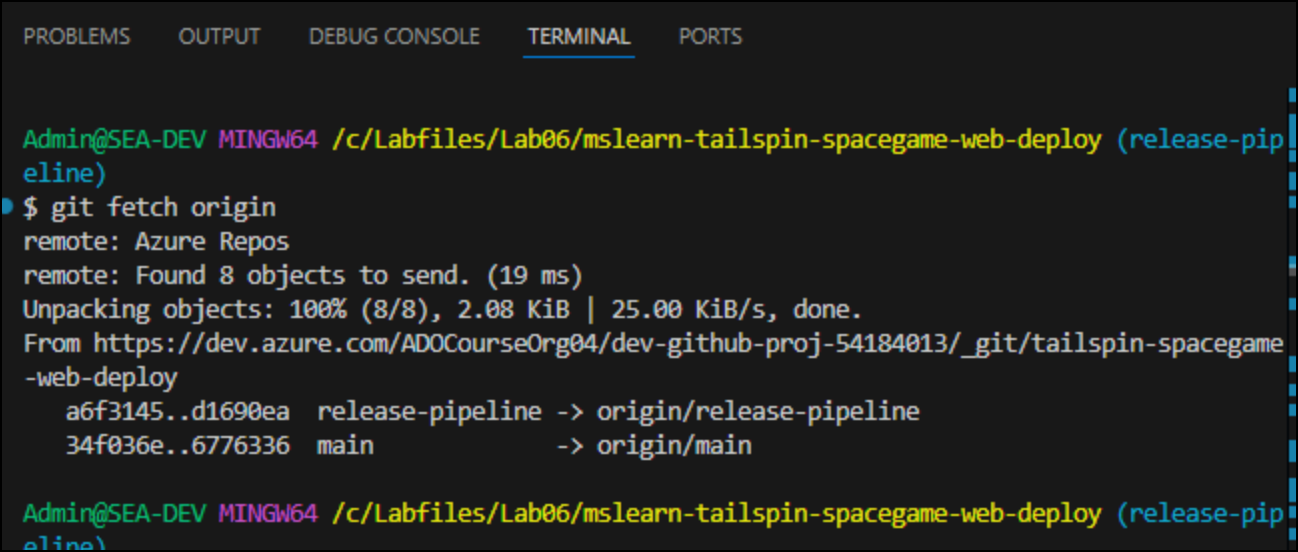 PROBLEMS OUTPUT DEBUG CONSOLE TERMINAL PORTS
Admin@SEA-DEV MINGW64 /c/Labfiles/Lab06/mslearn-tailspin-spacegame-web-deploy (release-pip
eline)
$ git fetch origin
remote: Azure Repos
remote: Found 8 objects to send. (19 ms)
Unpacking objects: 100% (8/8), 2.08 KiB | 25.00 KiB/s, done.
From https://dev.azure.com/ADOCourseOrg04/dev-github-proj-54184013/_git/tailspin-spacegame
-web-deploy
   a6f3145..d1690ea  release-pipeline -> origin/release-pipeline
   34f036e..6776336  main             -> origin/main
Admin@SEA-DEV MINGW64 /c/Labfiles/Lab06/mslearn-tailspin-spacegame-web-deploy (release-pip
eline)